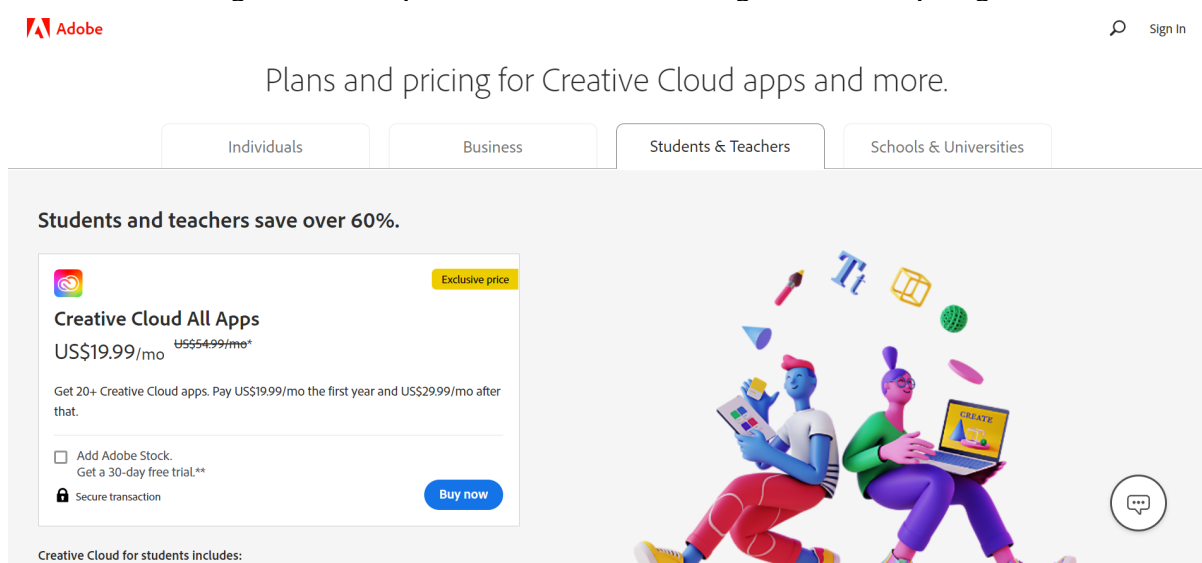 Adobe
Sign In
Plans and pricing for Creative Cloud apps and more.
Individuals
Business
Students & Teachers
Schools & Universities
Students and teachers save over 60%.
Exclusive price
Creative Cloud All Apps
US$19.99/mo US$54.99/mo*
Get 20+ Creative Cloud apps. Pay US$19.99/mo the first year and US$29.99/mo after
that.
Add Adobe Stock.
Get a 30-day free trial.**
Secure transaction
Buy now
Tt
CREATE
Creative Cloud for students includes: